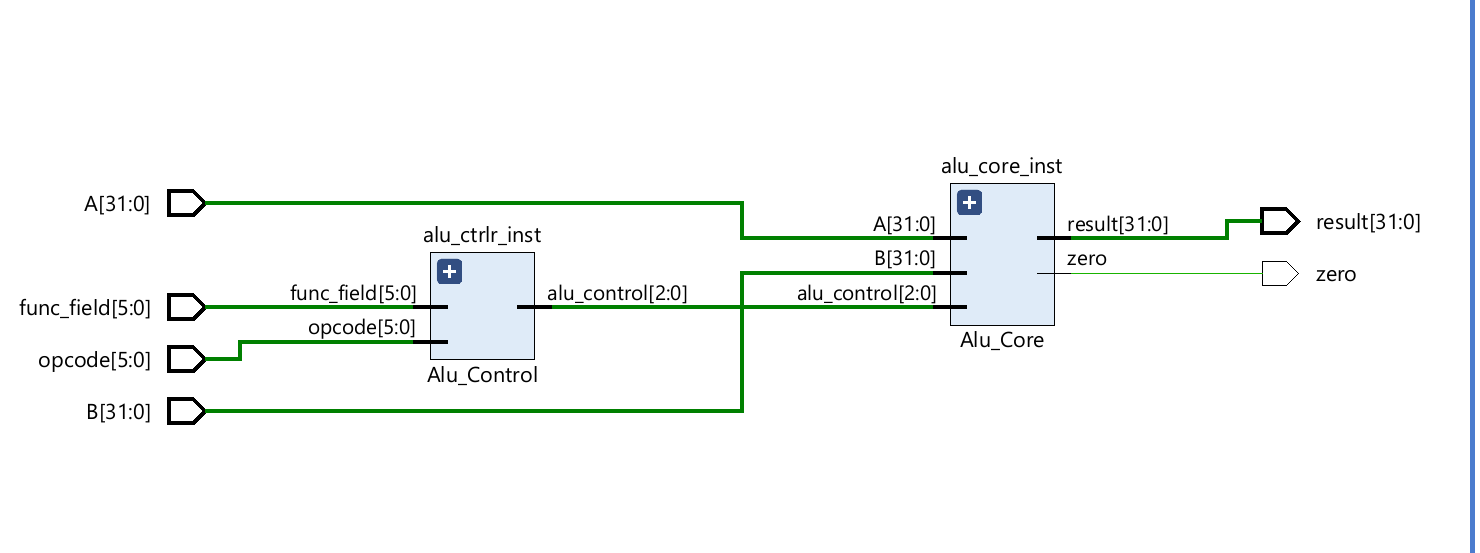 alu_core_inst
A[31:0]
A[31:0]
result[31:0]
result[31:0]
alu_ctrlr_inst
B[31:0]
zero
zero
func_field[5:0]
func_field[5:0]
alu_control[2:0]
alu_control[2:0]
opcode[5:0]
Alu_Core
opcode[5:0]
Alu_Control
B[31:0]